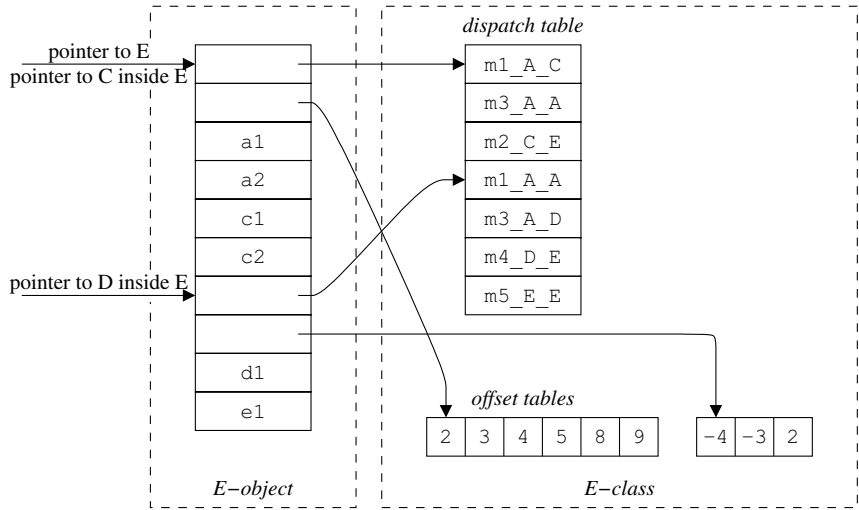 dispatch table
pointer to E
pointer to C inside E
m1_A_C
m3_A_A
a1
m2_C_E
a2
m1_A_A
c1
m3_A_D
c2
m4_D_E
pointer to D inside E
m5_E_E
d1
offset tables
e1
2 3 4 5 8 9 −4 −3 2
E−object
E−class